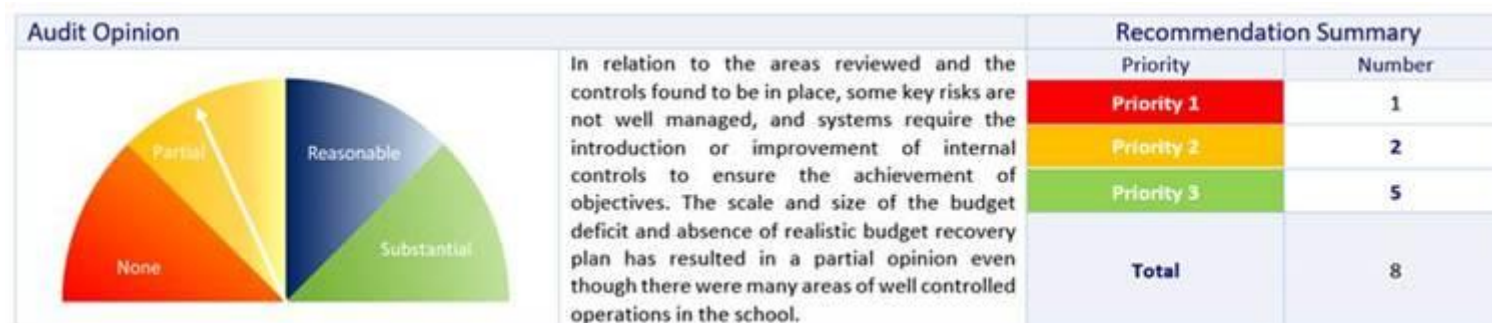 Audit Opinion
Recommendation Summary
In relation to the areas reviewed and the
controls found to be in place, some key risks are
not well managed, and systems require the
introduction or improvement of internal
controls to ensure the achievement of
objectives. The scale and size of the budget
deficit and absence of realistic budget recovery
plan has resulted in a partial opinion even
though there were many areas of well controlled
operations in the school.
None
Partial
Reasonable
Substantial
Priority Number
Priority 1 1
Priority 2 2
Priority 3 5
Total 8